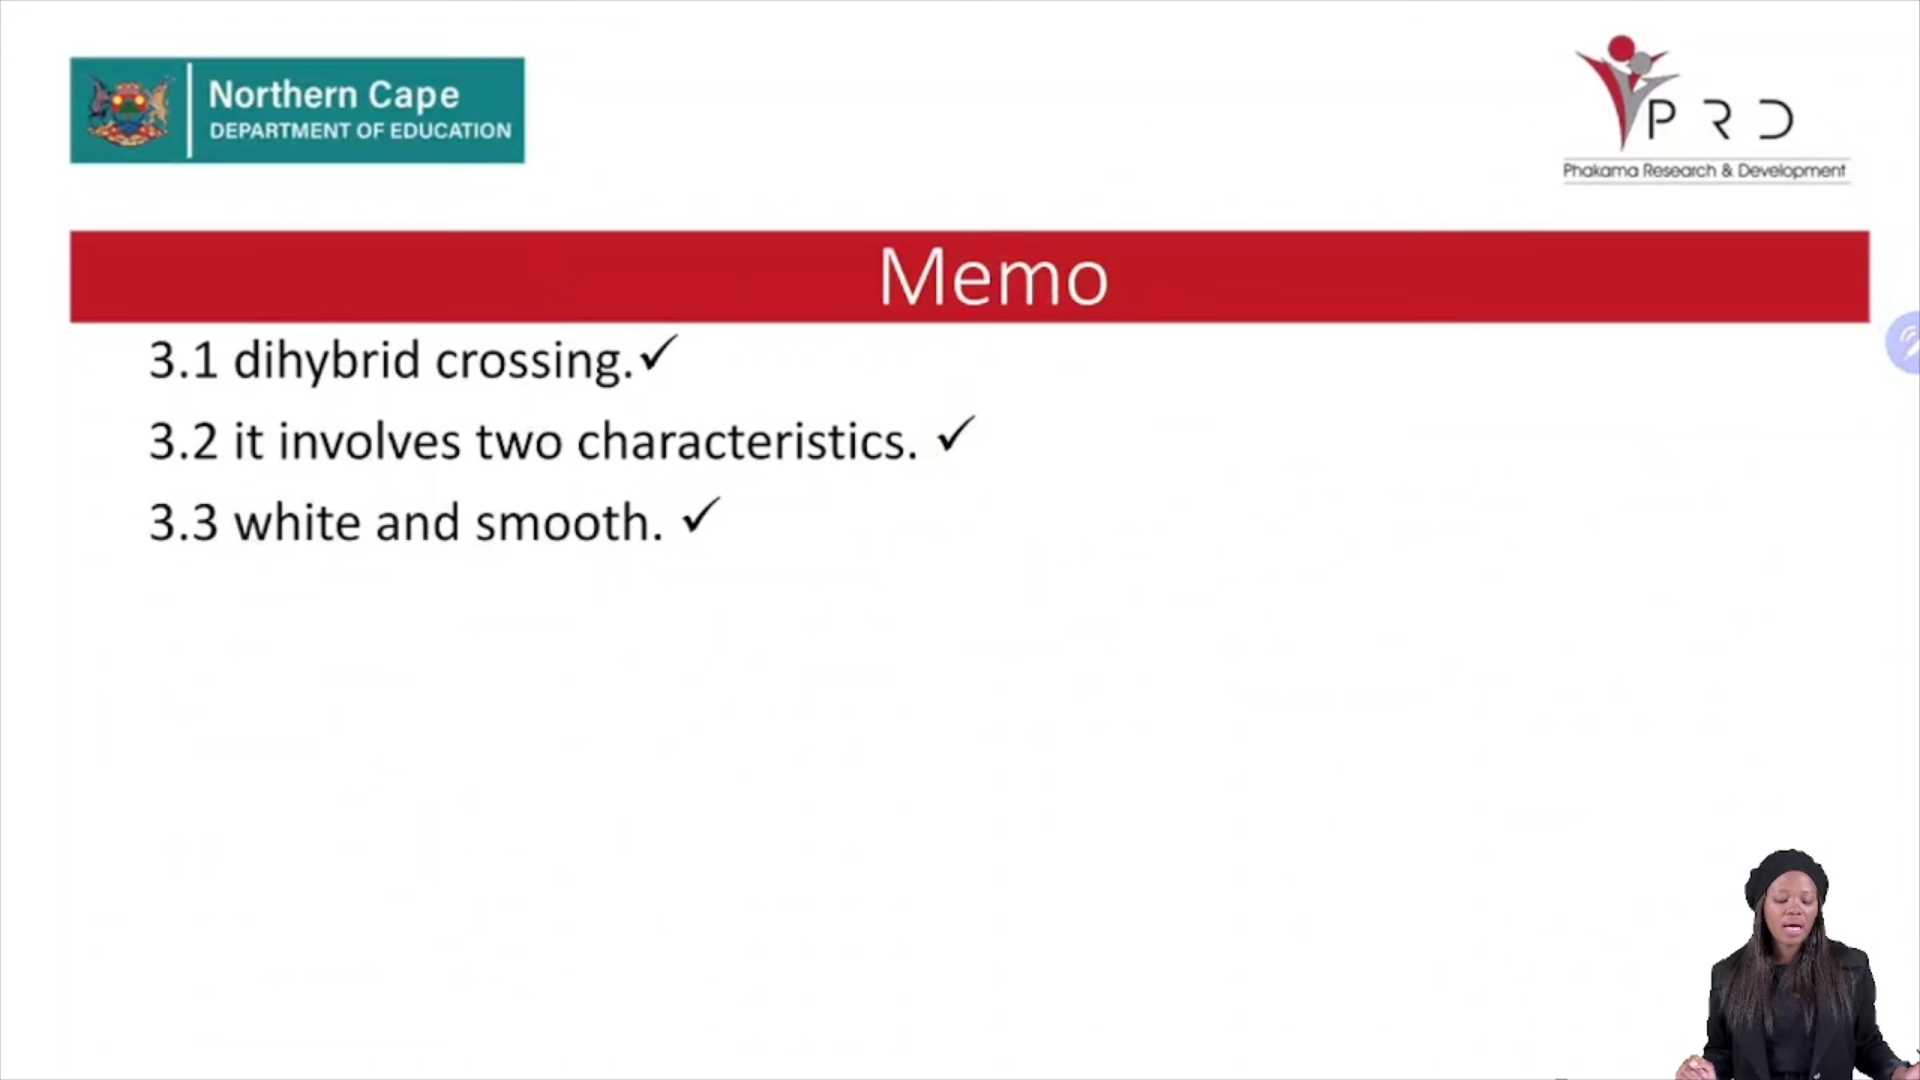 Northern Cape
DEPARTMENT OF EDUCATION
PRD
Phakama Research & Development
Memo
3.1 dihybrid crossing.✓
3.2 it involves two characteristics. ✓
3.3 white and smooth. ✓